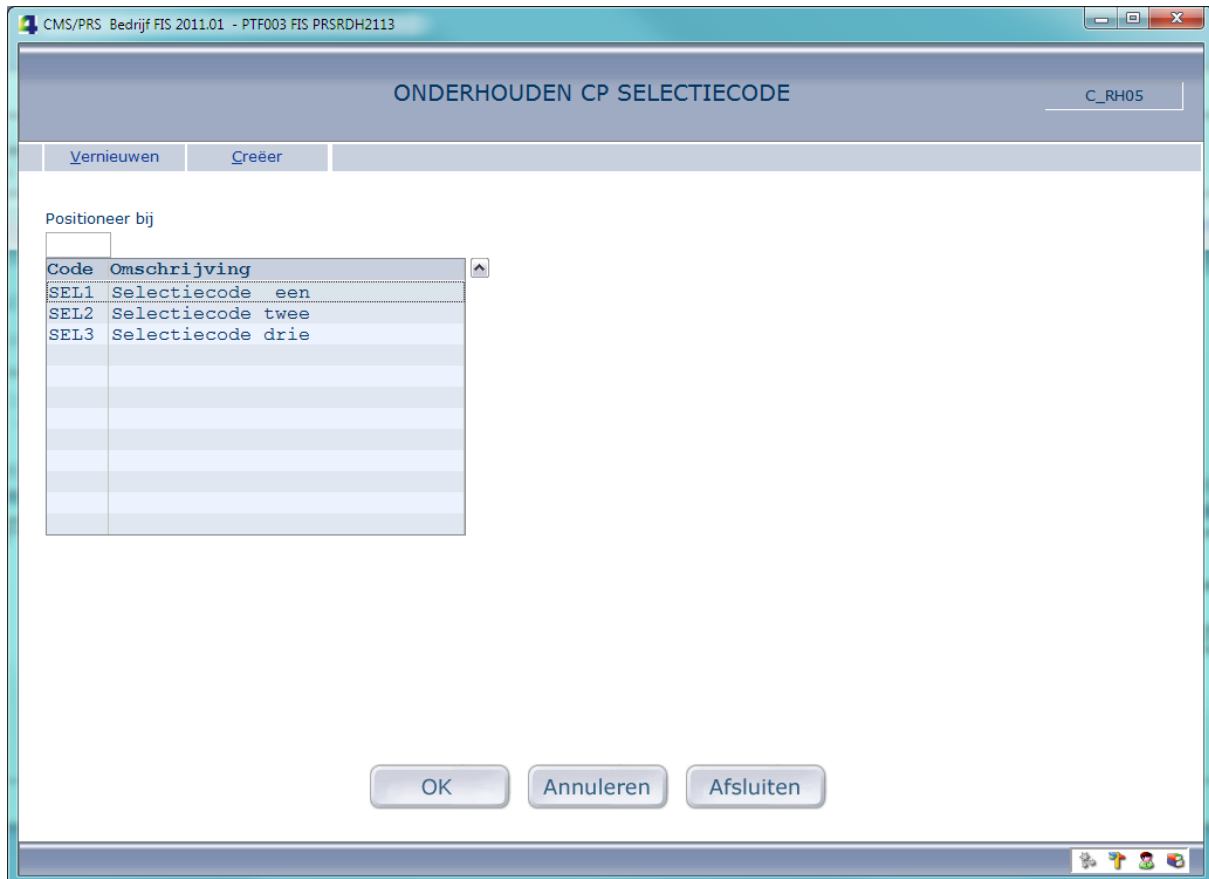 CMS/PRS Bedrijf FIS 2011.01 - PTF003 FIS PRSRDH2113
ONDERHOUDEN CP SELECTIECODE
C_RH05
Vernieuwen Creëer
Positioneer bij
Code Omschrijving
SEL1 Selectiecode een
SEL2 Selectiecode twee
SEL3 Selectiecode drie
OK Annuleren Afsluiten